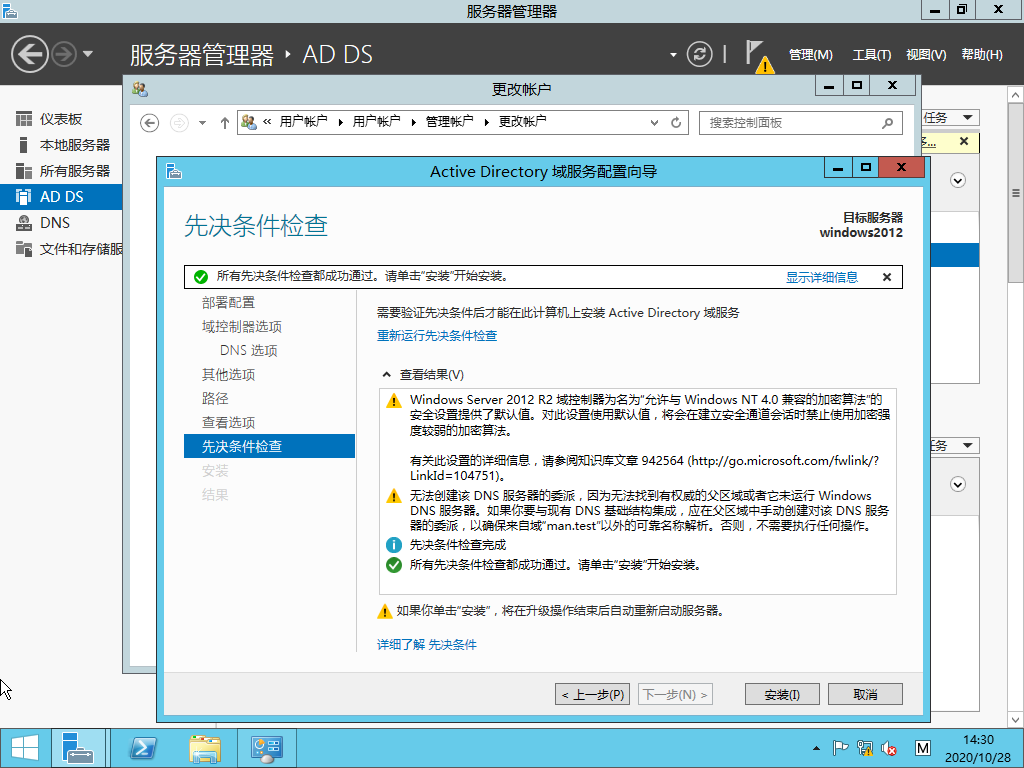 服务器管理器
服务器管理器 ‣ AD DS
管理(M) 工具(T) 视图(V) 帮助(H)
更改帐户
仪表板
本地服务器
所有服务器
AD DS
DNS
文件和存储服
« 用户帐户 ▸ 用户帐户 ▸ 管理帐户 ▸ 更改帐户
搜索控制面板
任务
Active Directory 域服务配置向导
先决条件检查
目标服务器
windows2012
所有先决条件检查都成功通过。请单击"安装"开始安装。
显示详细信息
部署配置
域控制器选项
DNS 选项
其他选项
路径
查看选项
先决条件检查
安装
结果
需要验证先决条件后才能在此计算机上安装 Active Directory 域服务
重新运行先决条件检查
查看结果(V)
Windows Server 2012 R2 域控制器为名为"允许与 Windows NT 4.0 兼容的加密算法"的
安全设置提供了默认值。对此设置使用默认值，将会在建立安全通道会话时禁止使用加密强
度较弱的加密算法。
有关此设置的详细信息，请参阅知识库文章 942564 (http://go.microsoft.com/fwlink/?
LinkId=104751)。
无法创建该 DNS 服务器的委派，因为无法找到有权威的父区域或者它未运行 Windows
DNS 服务器。如果你要与现有 DNS 基础结构集成，应在父区域中手动创建对该 DNS 服务
器的委派，以确保来自域"man.test"以外的可靠名称解析。否则，不需要执行任何操作。
先决条件检查完成
所有先决条件检查都成功通过。请单击"安装"开始安装。
如果你单击"安装"，将在升级操作结束后自动重新启动服务器。
详细了解 先决条件
任务
< 上一步(P) 下一步(N) > 安装(I) 取消
M
14:30
2020/10/28